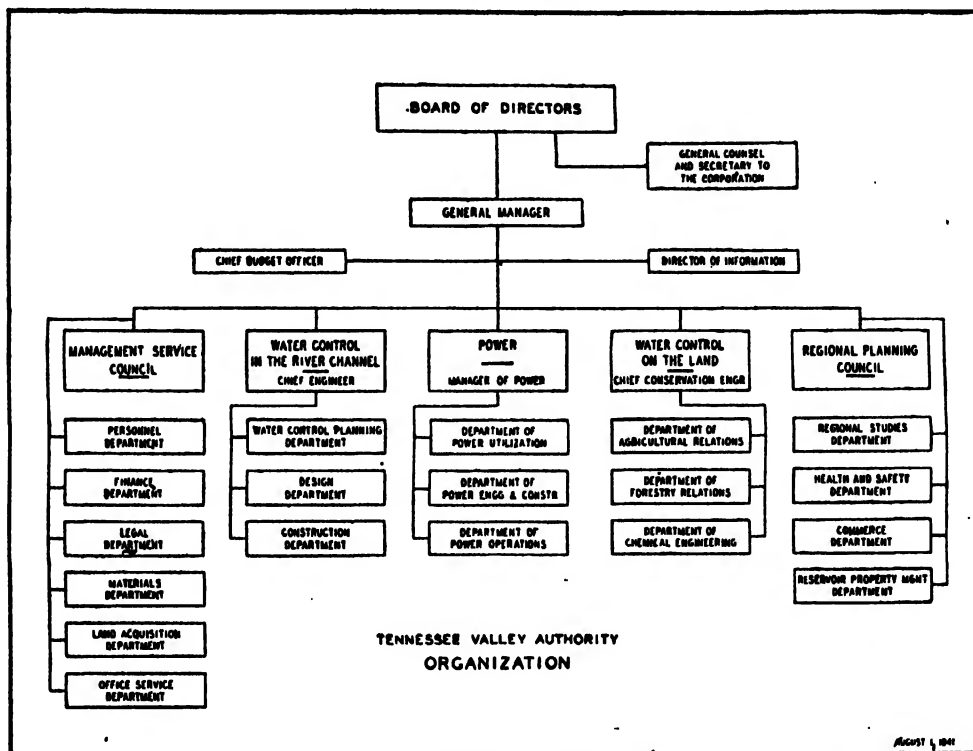 BOARD OF DIRECTORS
GENERAL COUNSEL
AND SECRETARY TO
THE CORPORATION
GENERAL MANAGER
CHIEF BUDGET OFFICER
DIRECTOR OF INFORMATION
MANAGEMENT SERVICE
COUNCIL
WATER CONTROL
IN THE RIVER CHANNEL
CHIEF ENGINEER
POWER
MANAGER OF POWER
WATER CONTROL
ON THE LAND
CHIEF CONSERVATION ENGR
REGIONAL PLANNING
COUNCIL
PERSONNEL
DEPARTMENT
FINANCE
DEPARTMENT
LEGAL
DEPARTMENT
MATERIALS
DEPARTMENT
LAND ACQUISITION
DEPARTMENT
OFFICE SERVICE
DEPARTMENT
WATER CONTROL PLANNING
DEPARTMENT
DESIGN
DEPARTMENT
CONSTRUCTION
DEPARTMENT
DEPARTMENT OF
POWER UTILIZATION
DEPARTMENT OF
POWER ENGG & CONSTR
DEPARTMENT OF
POWER OPERATIONS
DEPARTMENT OF
AGRICULTURAL RELATIONS
DEPARTMENT OF
FORESTRY RELATIONS
DEPARTMENT OF
CHEMICAL ENGINEERING
REGIONAL STUDIES
DEPARTMENT
HEALTH AND SAFETY
DEPARTMENT
COMMERCE
DEPARTMENT
RESERVOIR PROPERTY MGMT
DEPARTMENT
TENNESSEE VALLEY AUTHORITY
ORGANIZATION
AUGUST 1, 1941